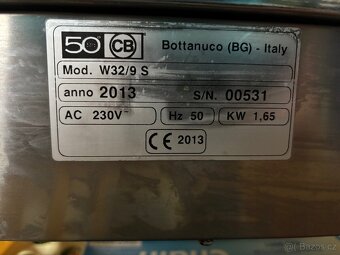 50° CB Bottanuco (BG) - Italy
Mod. W32/9 S
anno 2013 S/N. 00531
AC 230V~ Hz 50 KW 1,65
CE 2013
Bazos.cz